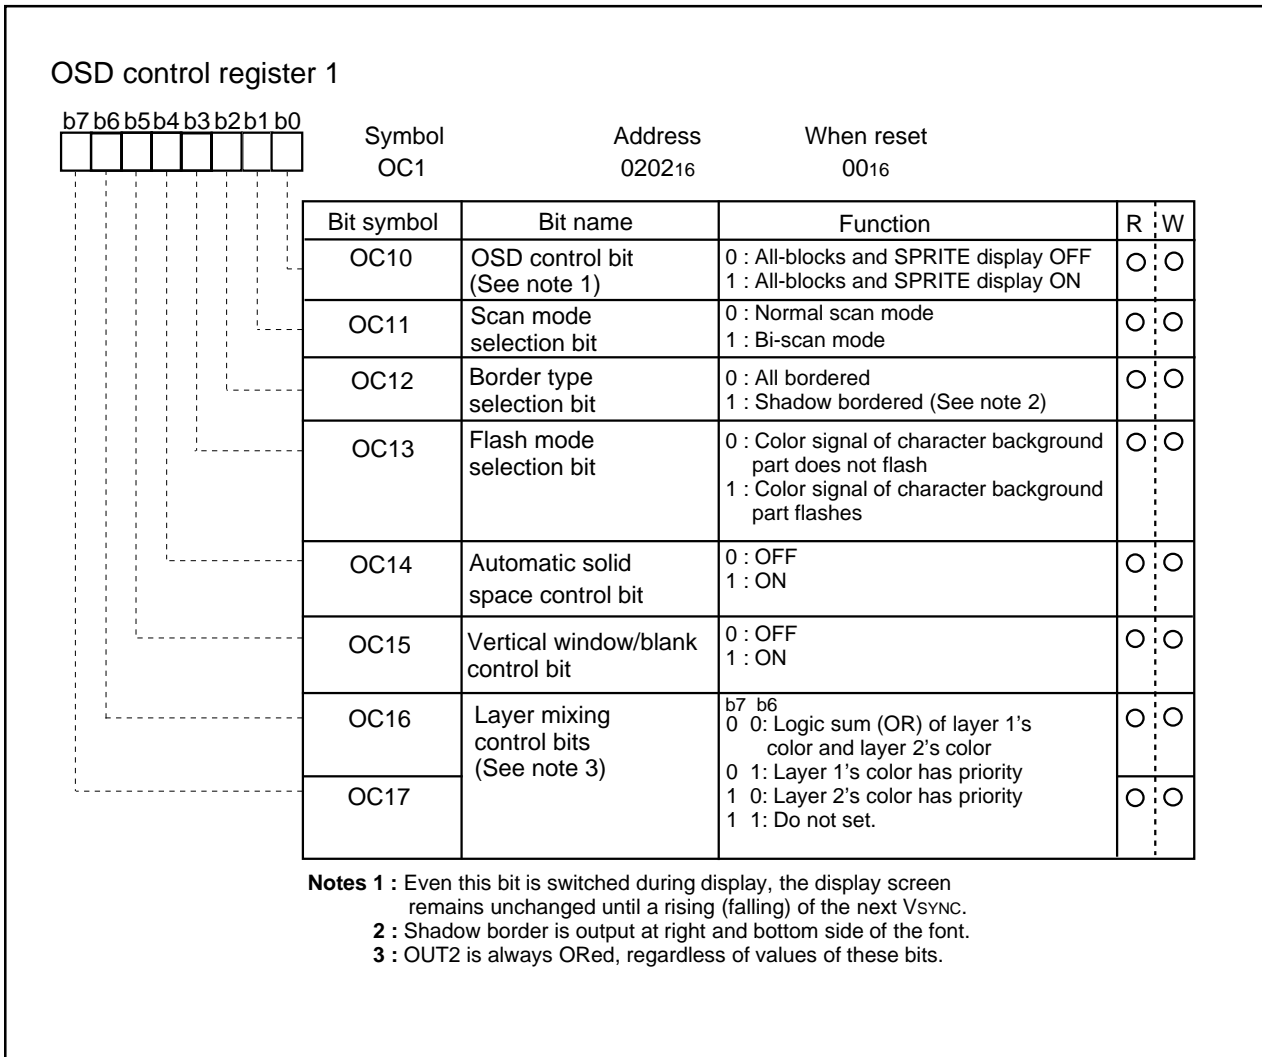 OSD control register 1
b7 b6 b5 b4 b3 b2 b1 b0
Symbol Address When reset
OC1 020216 0016
Bit symbol Bit name Function R W
OC10 OSD control bit (See note 1) 0 : All-blocks and SPRITE display OFF
1 : All-blocks and SPRITE display ON
OC11 Scan mode selection bit 0 : Normal scan mode
1 : Bi-scan mode
OC12 Border type selection bit 0 : All bordered
1 : Shadow bordered (See note 2)
OC13 Flash mode selection bit 0 : Color signal of character background
part does not flash
1 : Color signal of character background
part flashes
OC14 Automatic solid space control bit 0 : OFF
1 : ON
OC15 Vertical window/blank control bit 0 : OFF
1 : ON
OC16 Layer mixing control bits (See note 3) b7 b6
0 0: Logic sum (OR) of layer 1's
color and layer 2's color
0 1: Layer 1's color has priority
OC17 1 0: Layer 2's color has priority
1 1: Do not set.
Notes 1 : Even this bit is switched during display, the display screen
remains unchanged until a rising (falling) of the next VSYNC.
2 : Shadow border is output at right and bottom side of the font.
3 : OUT2 is always ORed, regardless of values of these bits.